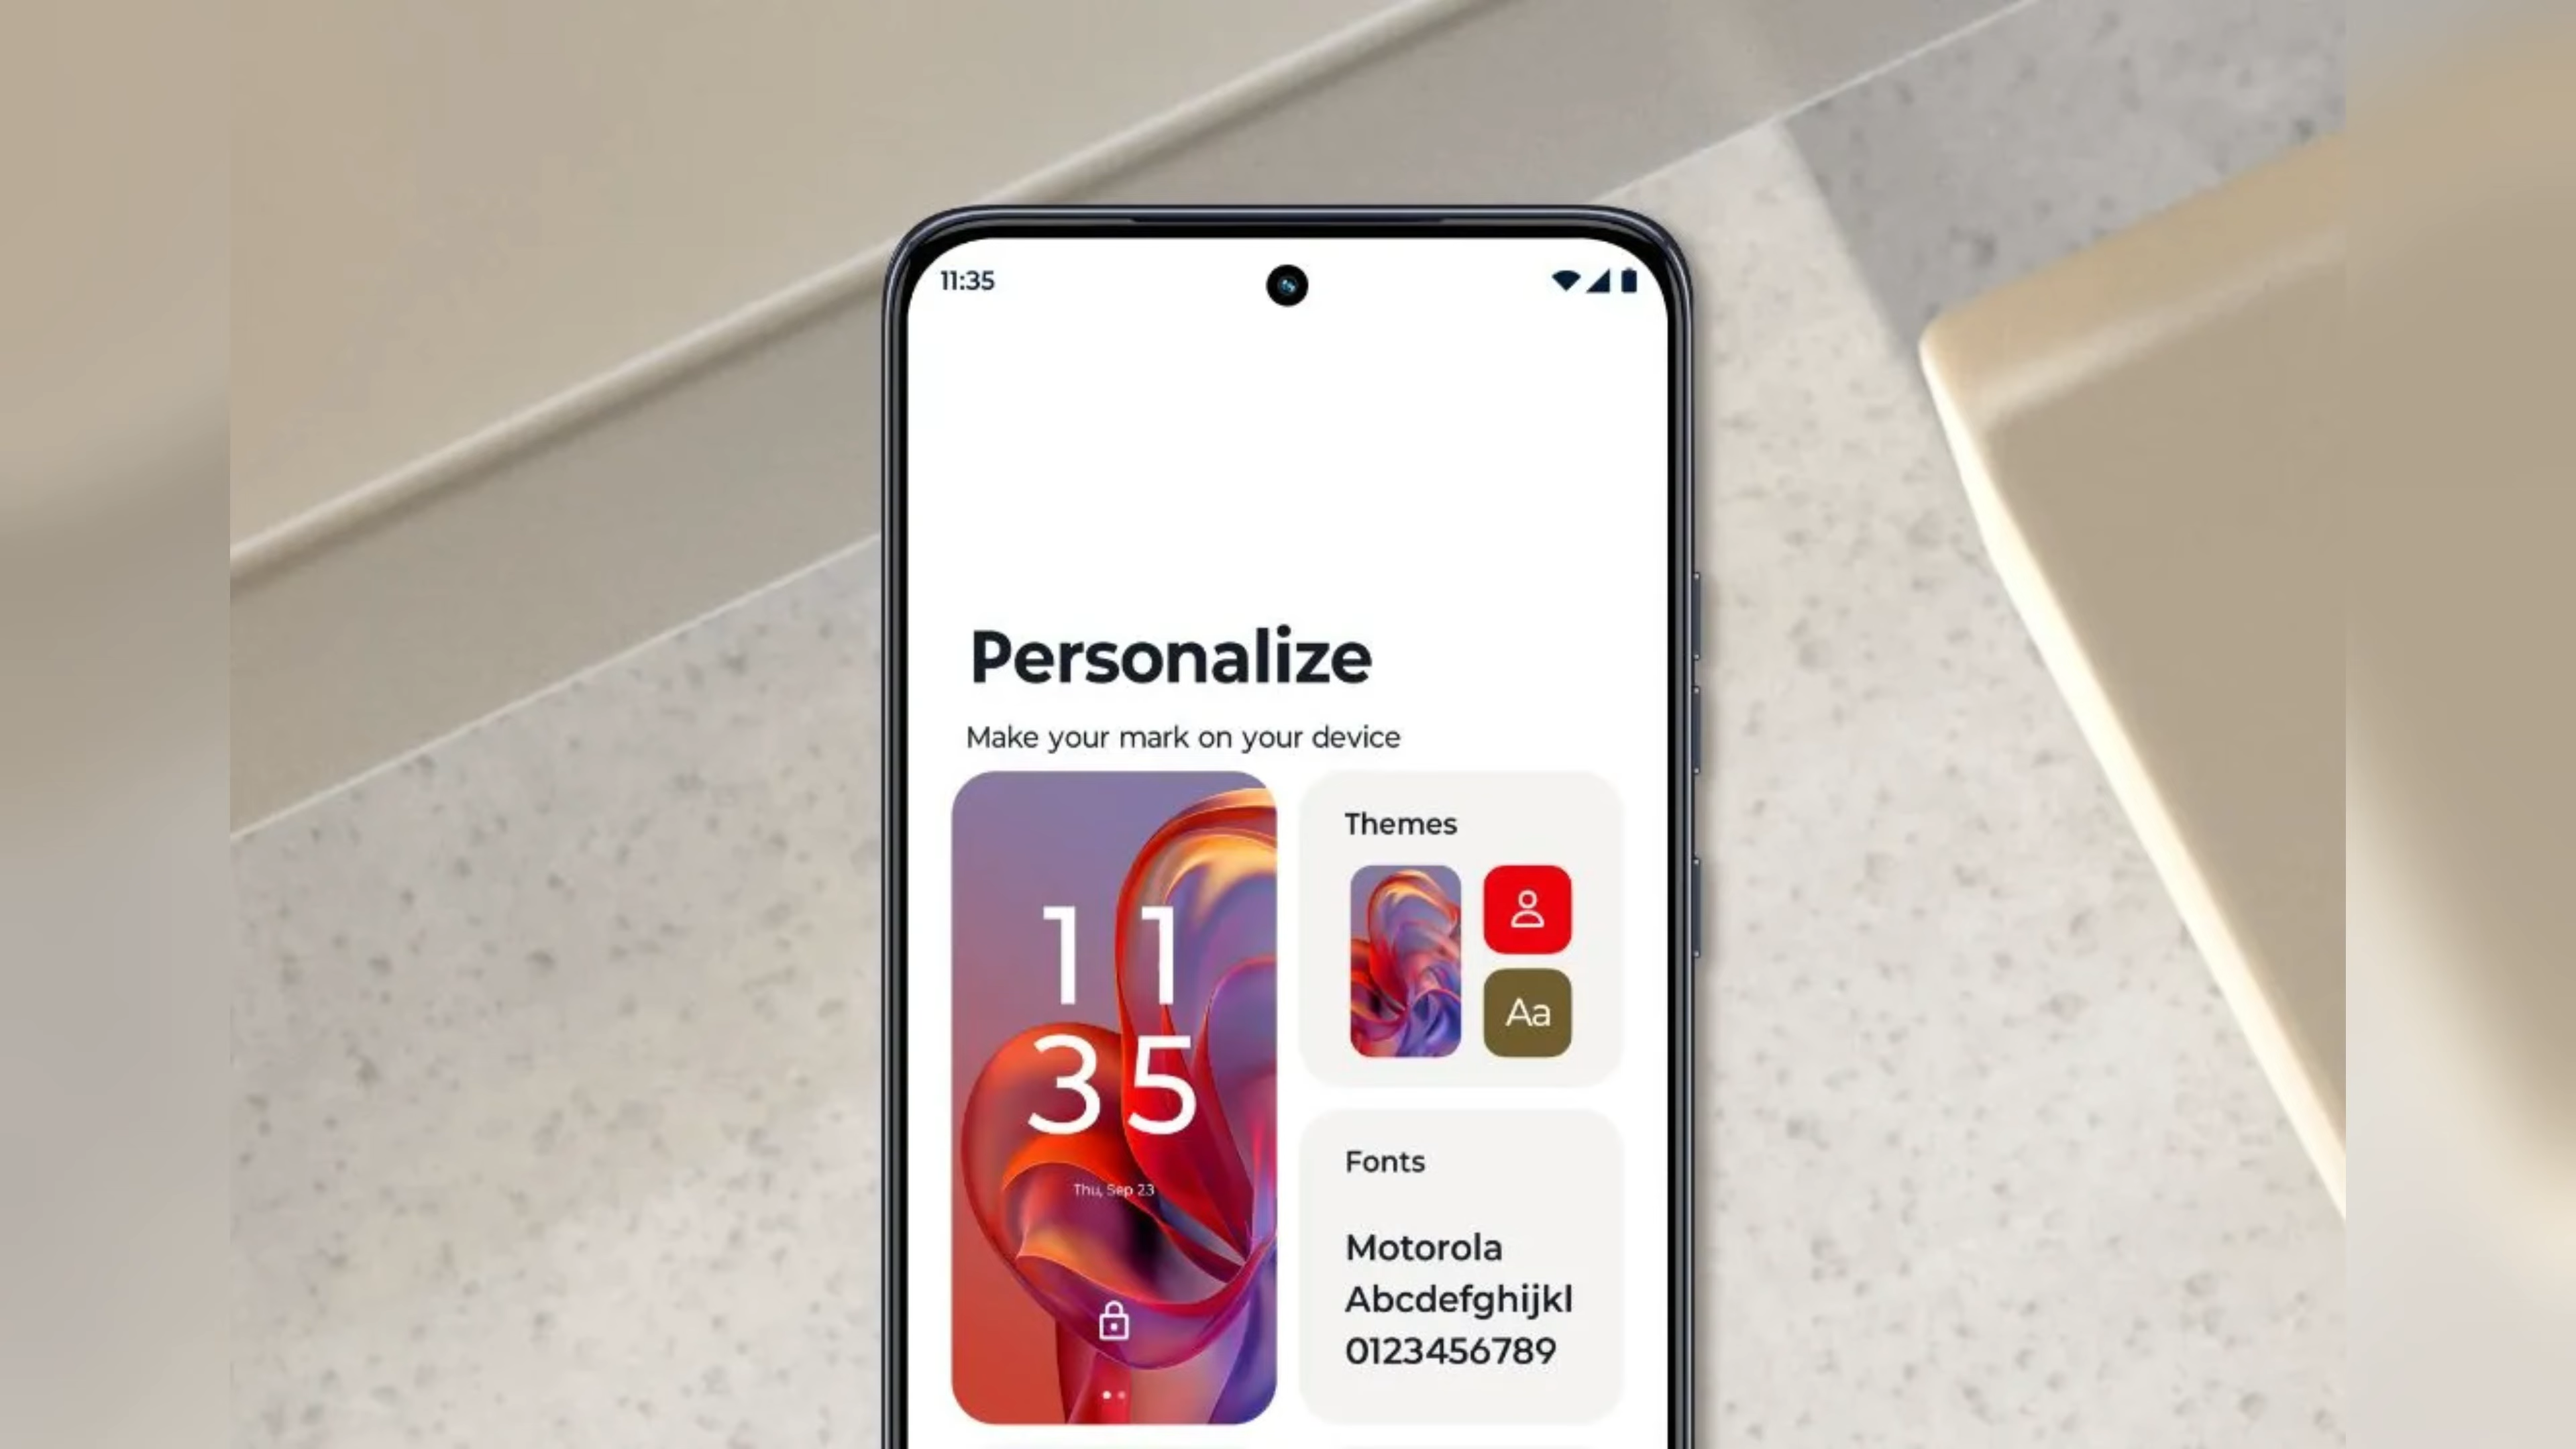 11:35
Personalize
Make your mark on your device
11
35
Thu, Sep 23
Themes
Aa
Fonts
Motorola
Abcdefghijkl
0123456789